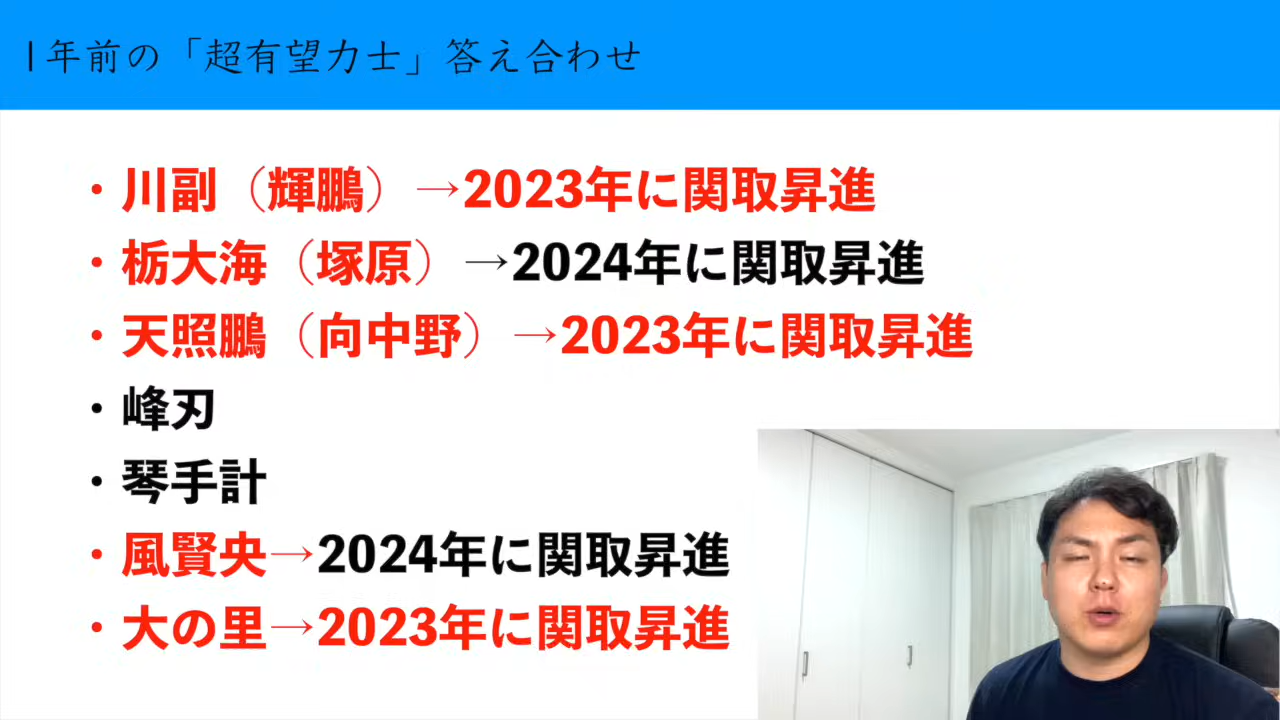 1年前の「超有望力士」答え合わせ
・川副（輝鵬）→2023年に関取昇進
・栃大海（塚原）→2024年に関取昇進
・天照鵬（向中野）→2023年に関取昇進
・峰刃
・琴手計
・風賢央→2024年に関取昇進
・大の里→2023年に関取昇進